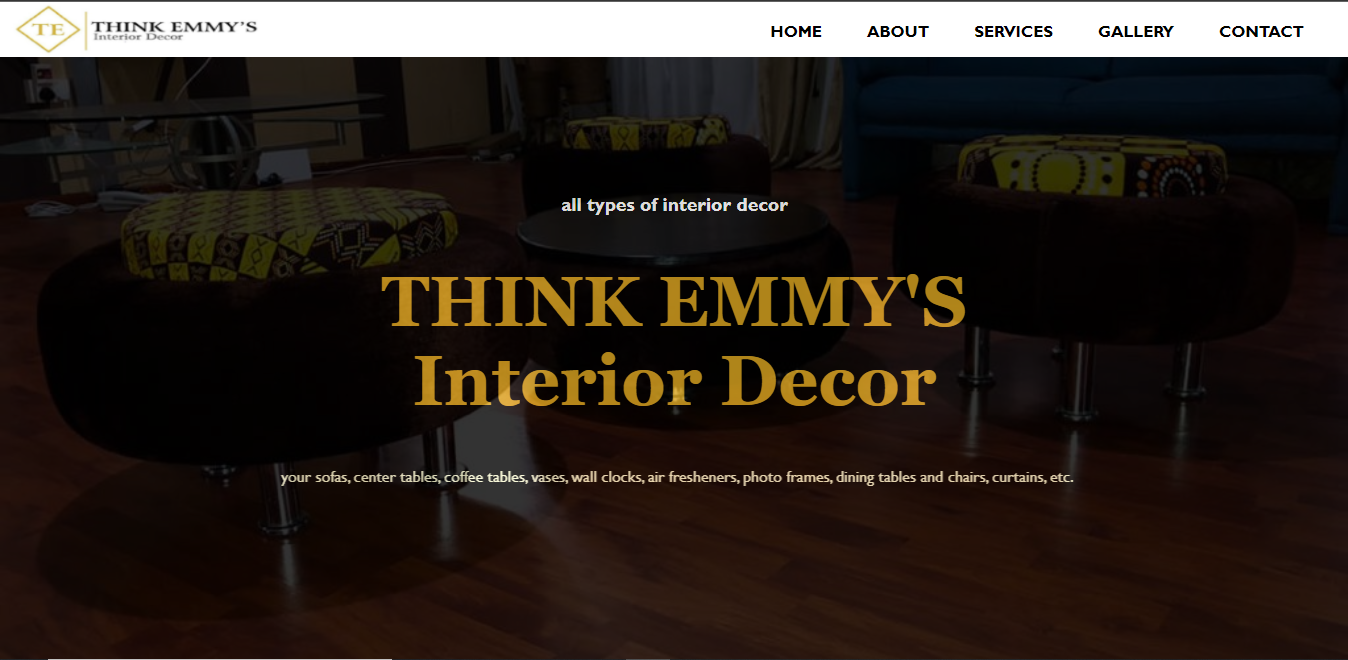 TE
THINK EMMY'S
Interior Decor
HOME ABOUT SERVICES GALLERY CONTACT
all types of interior decor
THINK EMMY'S
Interior Decor
your sofas, center tables, coffee tables, vases, wall clocks, air fresheners, photo frames, dining tables and chairs, curtains, etc.